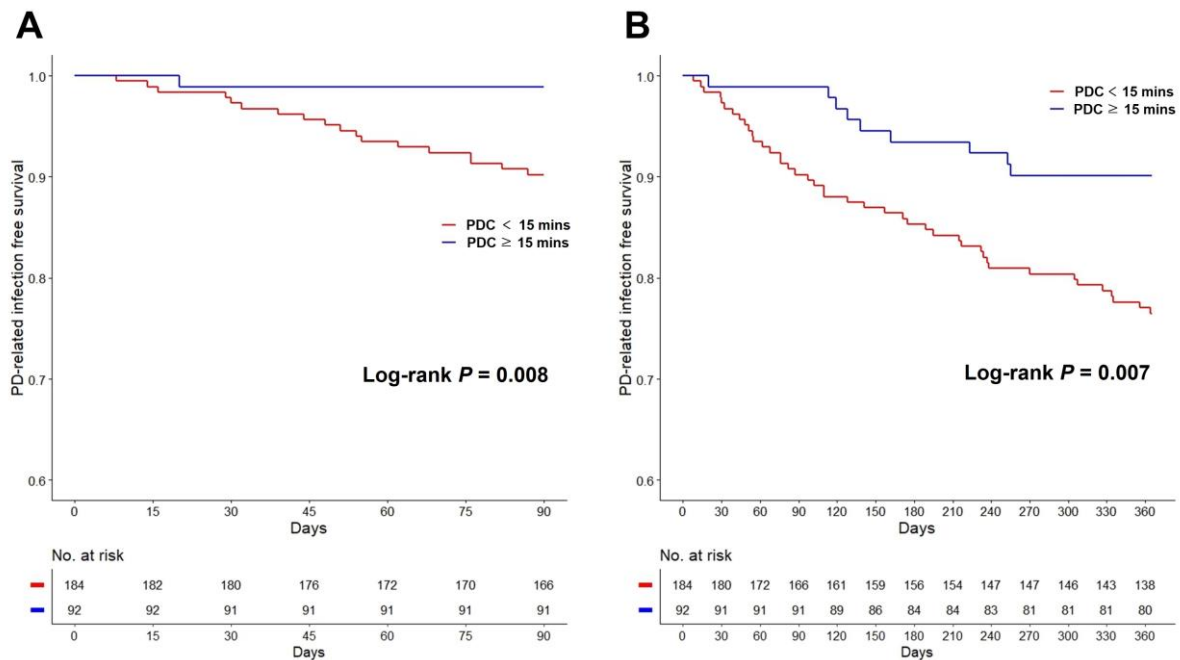 A
PD-related infection free survival
1.0
0.9
0.8
0.7
0.6
PDC < 15 mins
PDC ≥ 15 mins
Log-rank P = 0.008
0 15 30 45 60 75 90
Days
No. at risk
184 182 180 176 172 170 166
92 92 91 91 91 91 91
0 15 30 45 60 75 90
Days
B
PD-related infection free survival
1.0
0.9
0.8
0.7
0.6
PDC < 15 mins
PDC ≥ 15 mins
Log-rank P = 0.007
0 30 60 90 120 150 180 210 240 270 300 330 360
Days
No. at risk
184 180 172 166 161 159 156 154 147 147 146 143 138
92 91 91 91 89 86 84 84 83 81 81 81 80
0 30 60 90 120 150 180 210 240 270 300 330 360
Days